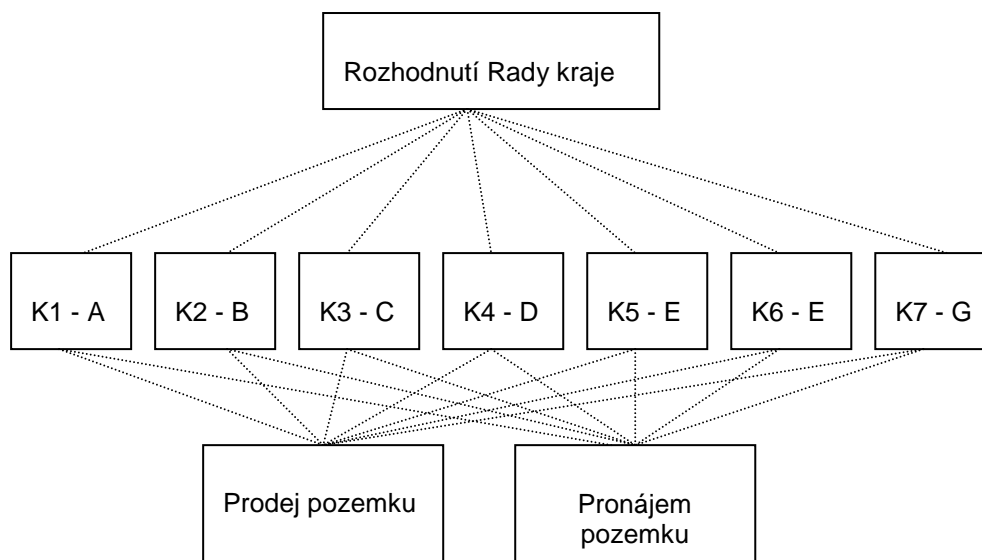 Rozhodnutí Rady kraje
K1 - A
K2 - B
K3 - C
K4 - D
K5 - E
K6 - E
K7 - G
Prodej pozemku
Pronájem
pozemku